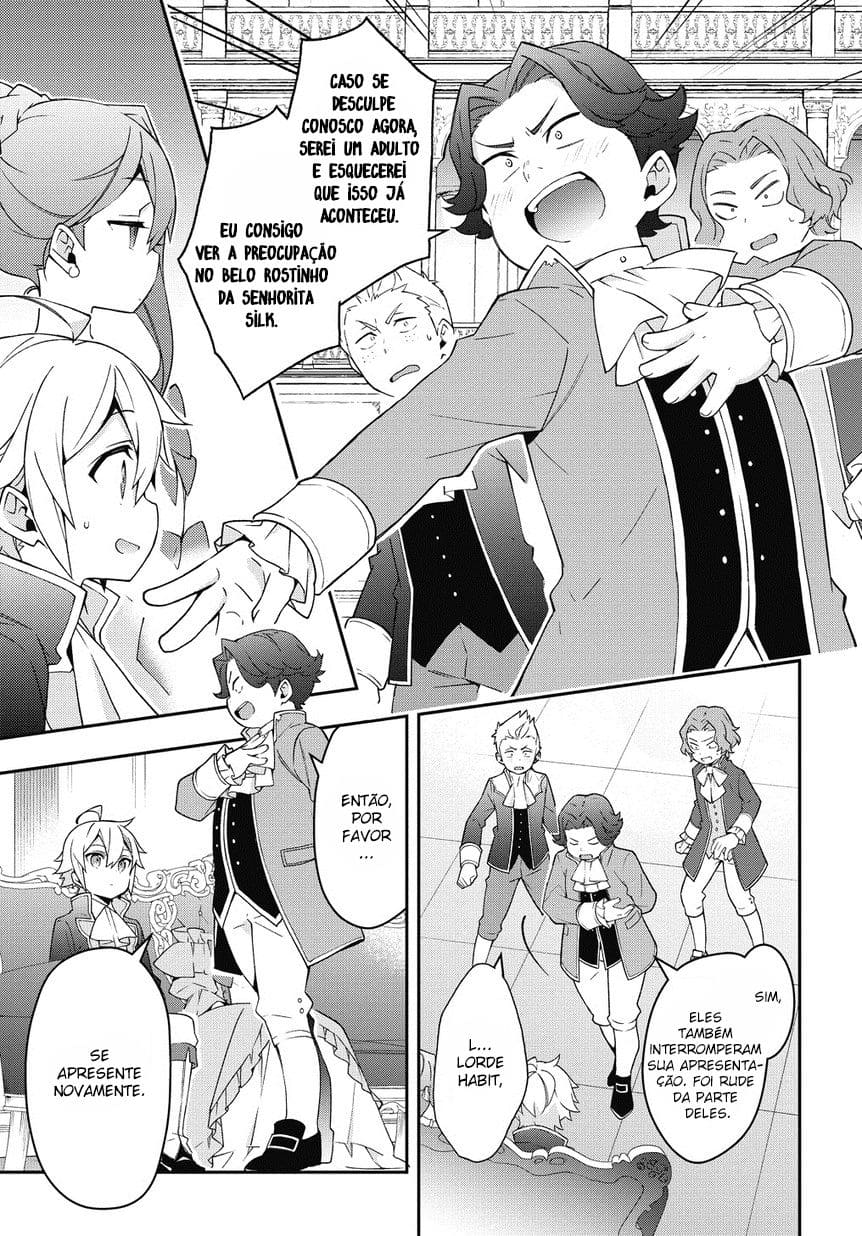 CASO SE
DESCULPE
CONOSCO AGORA,
SEREI UM ADULTO
E ESQUECEREI
QUE ISSO JÁ
ACONTECEU.
EU CONSIGO
VER A PREOCUPAÇÃO
NO BELO ROSTINHO
DA SENHORITA
SILK.
SIM,
ELES
TAMBÉM
INTERROMPERAM
SUA APRESENTA-
ÇÃO. FOI RUDE
DA PARTE
DELES.
L...
LORDE
HABIT,
ENTÃO,
POR
FAVOR
...
SE
APRESENTE
NOVAMENTE.